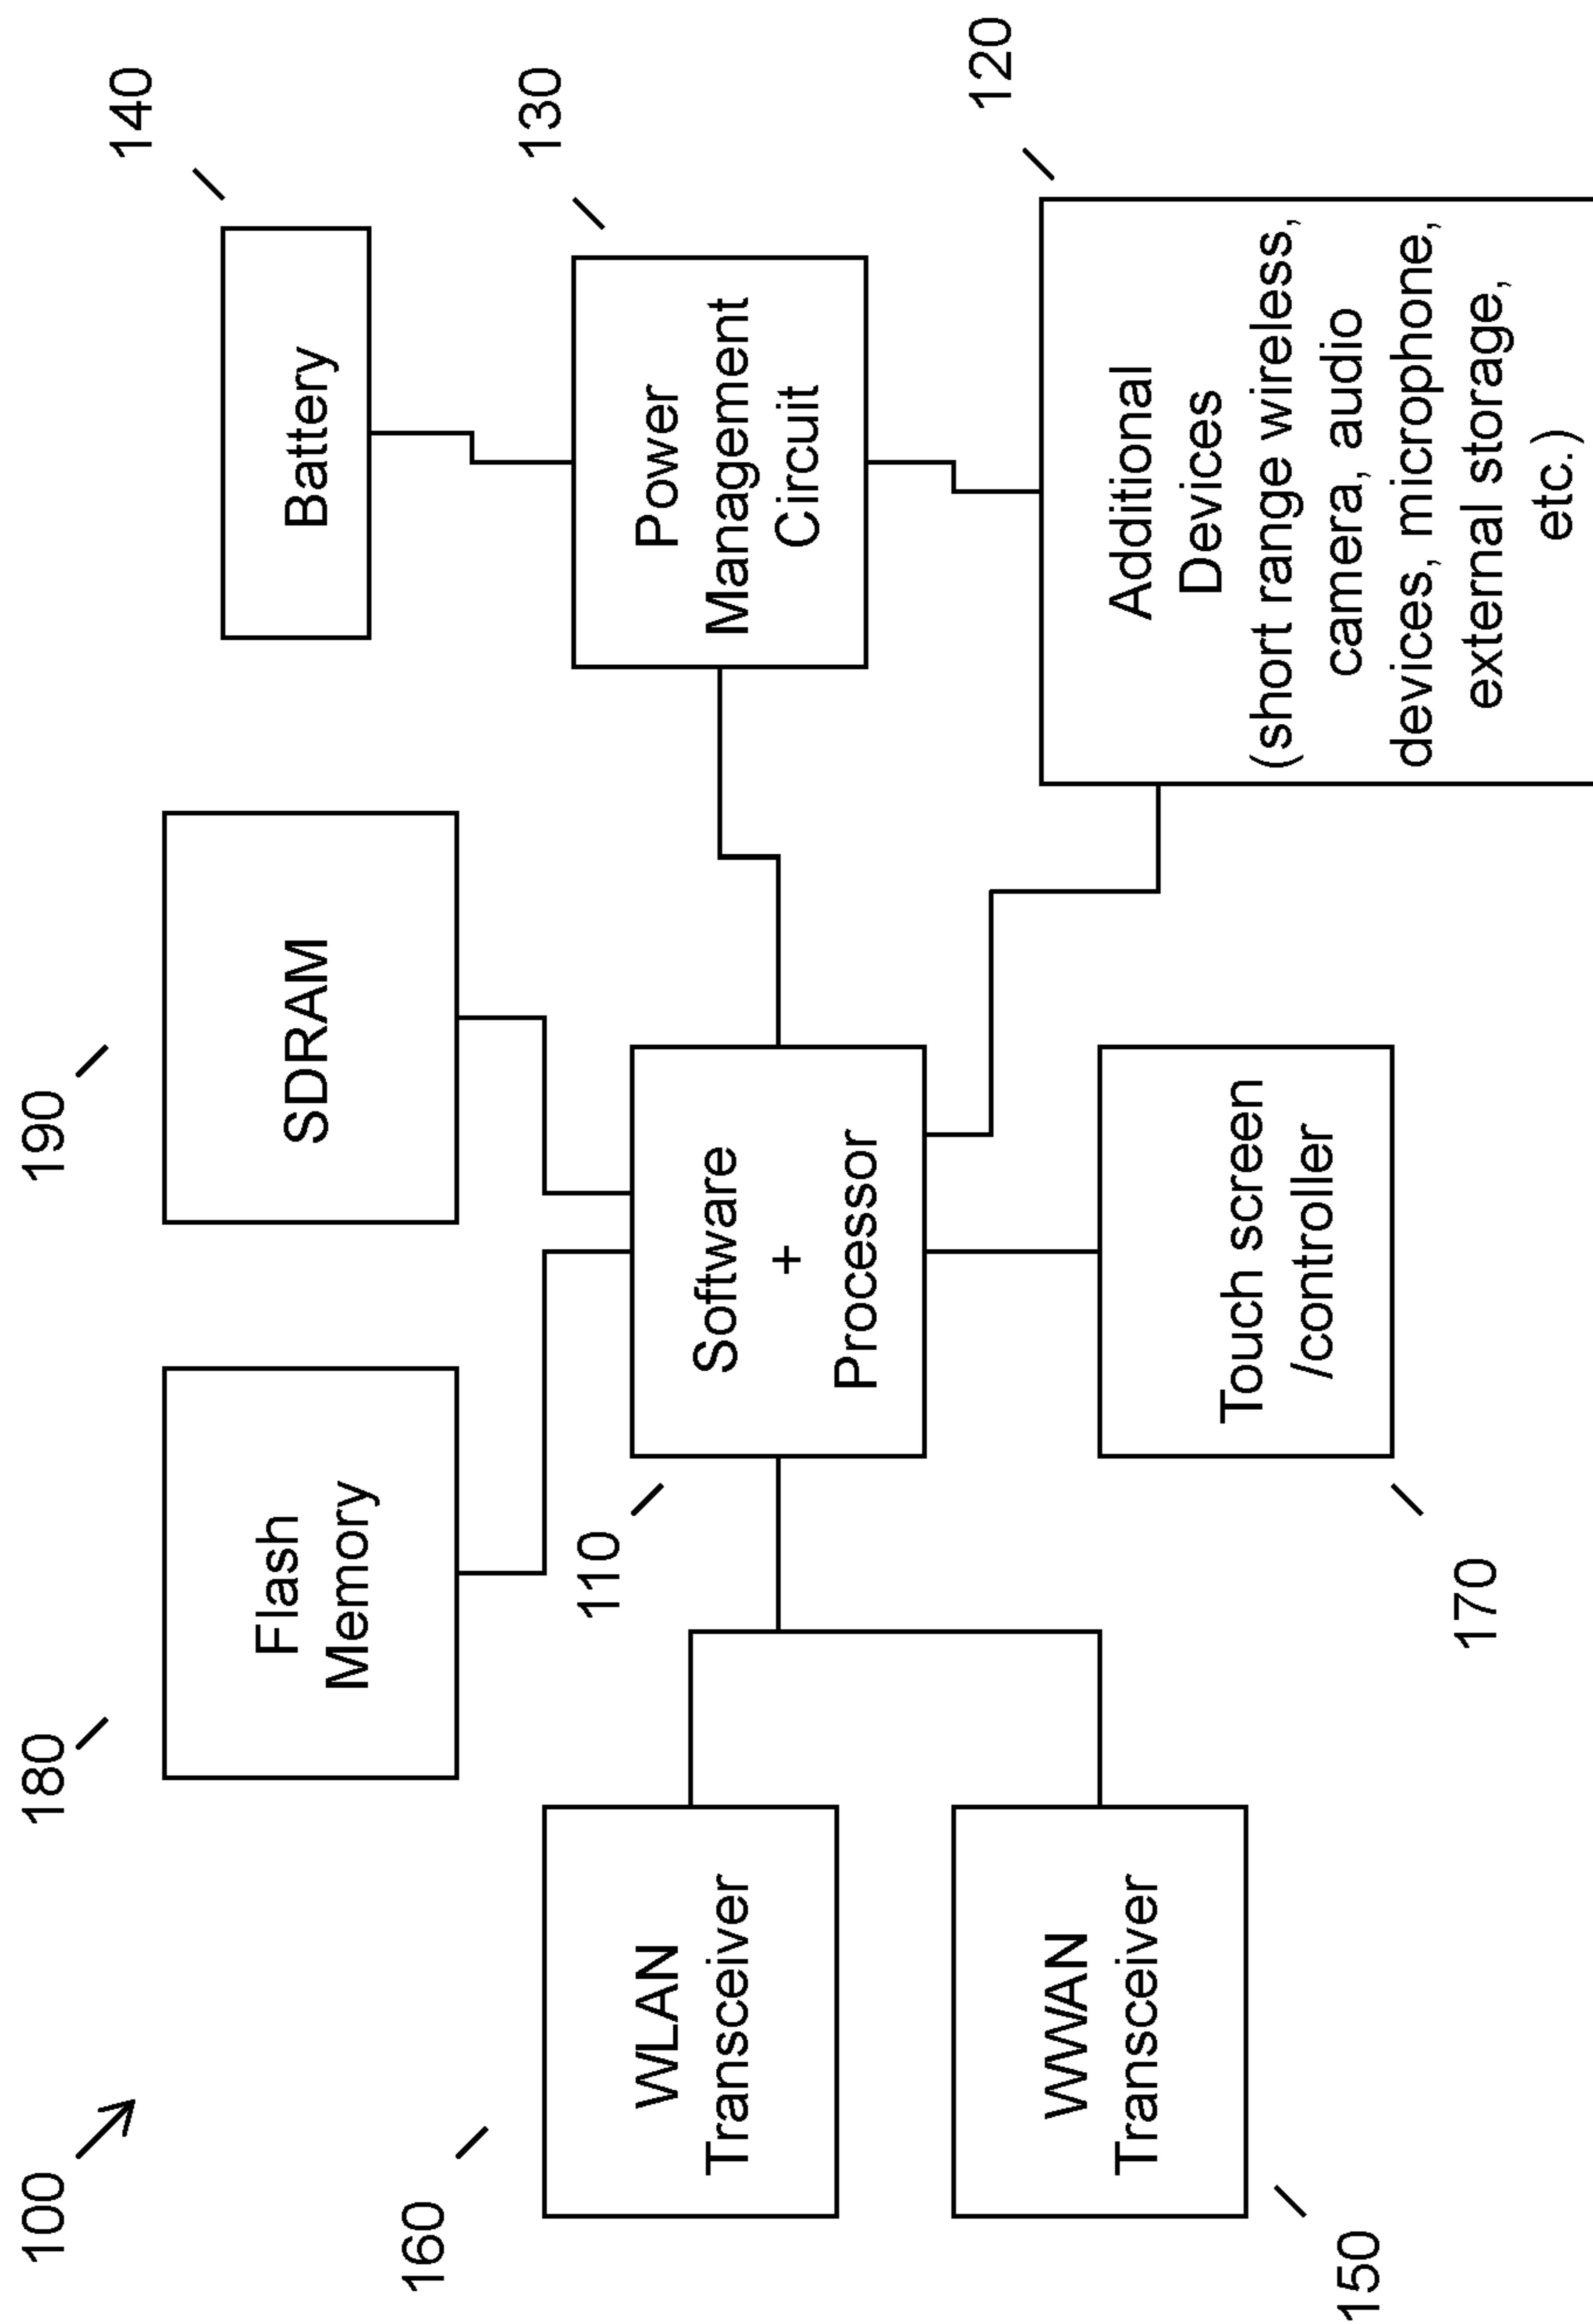 100
180
Flash
Memory
190
SDRAM
140
Battery
160
WLAN
Transceiver
110
Software
+
Processor
130
Power
Management
Circuit
150
WWAN
Transceiver
170
Touch screen
/controller
120
Additional
Devices
(short range wireless,
camera, audio
devices, microphone,
external storage,
etc.)